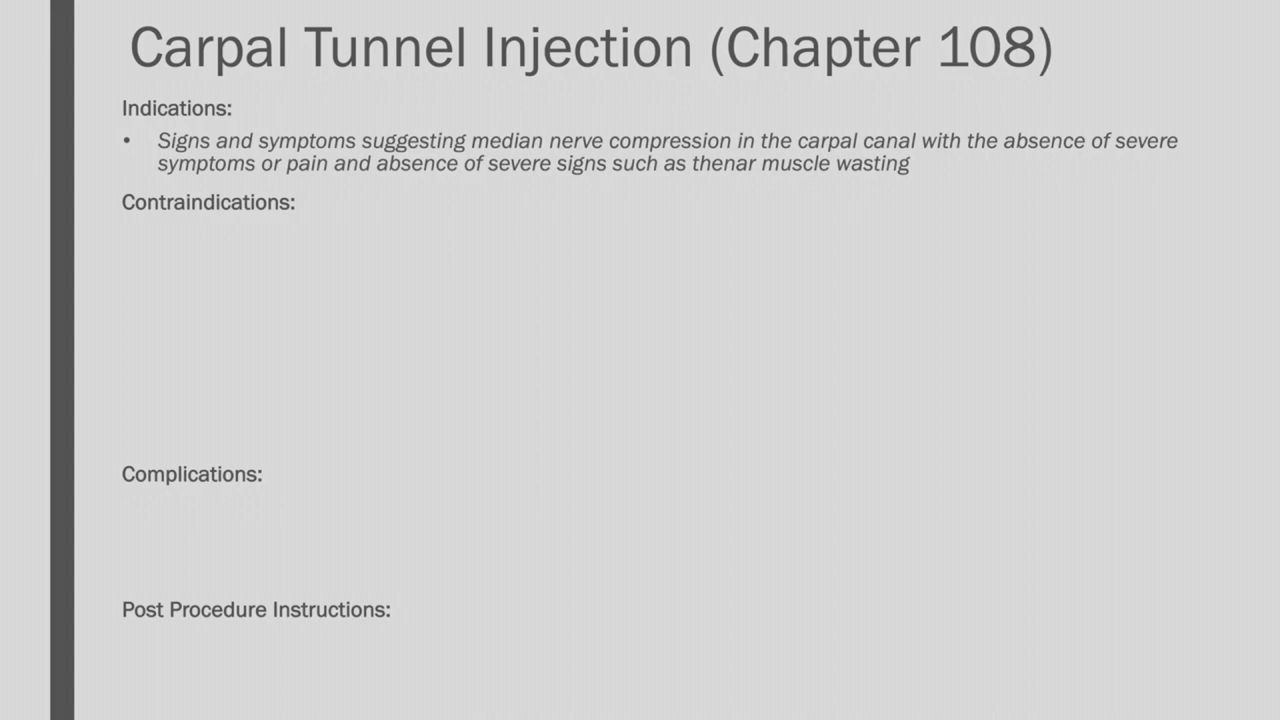 Carpal Tunnel Injection (Chapter 108)
Indications:
• Signs and symptoms suggesting median nerve compression in the carpal canal with the absence of severe
symptoms or pain and absence of severe signs such as thenar muscle wasting
Contraindications:
Complications:
Post Procedure Instructions: